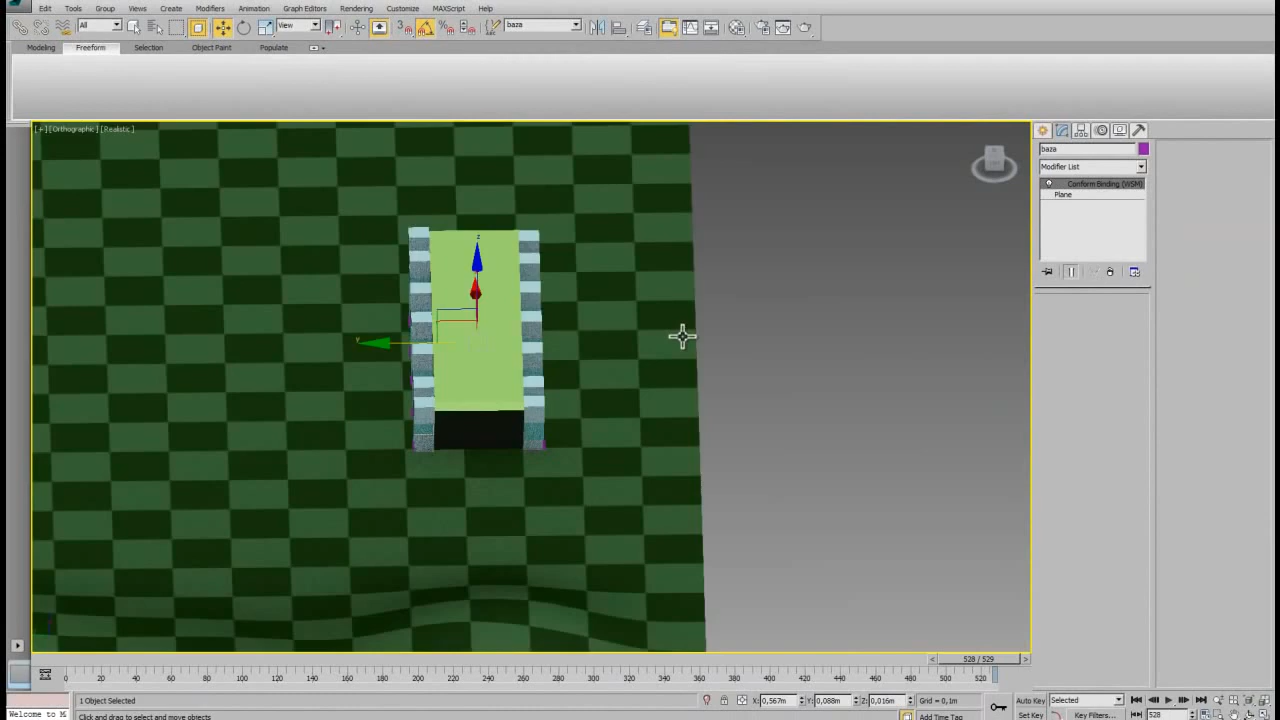 Edit Tools Group Views Create Modifiers Animation Graph Editors Rendering Customize MAXScript Help
All View 3 baza
Modeling Freeform Selection Object Paint Populate
[+][Orthographic][Realistic]
baza
Modifier List
Conform Binding (WSM)
Plane
z
y
528 / 529
0 20 40 60 80 100 120 140 160 180 200 220 240 260 280 300 320 340 360 380 400 420 440 460 480 500 520
1 Object Selected X: 0,567m Y: 0,088m Z: 0,016m Grid = 0,1m Auto Key Selected
Welcome to M Click and drag to select and move objects Add Time Tag Set Key Key Filters... 528